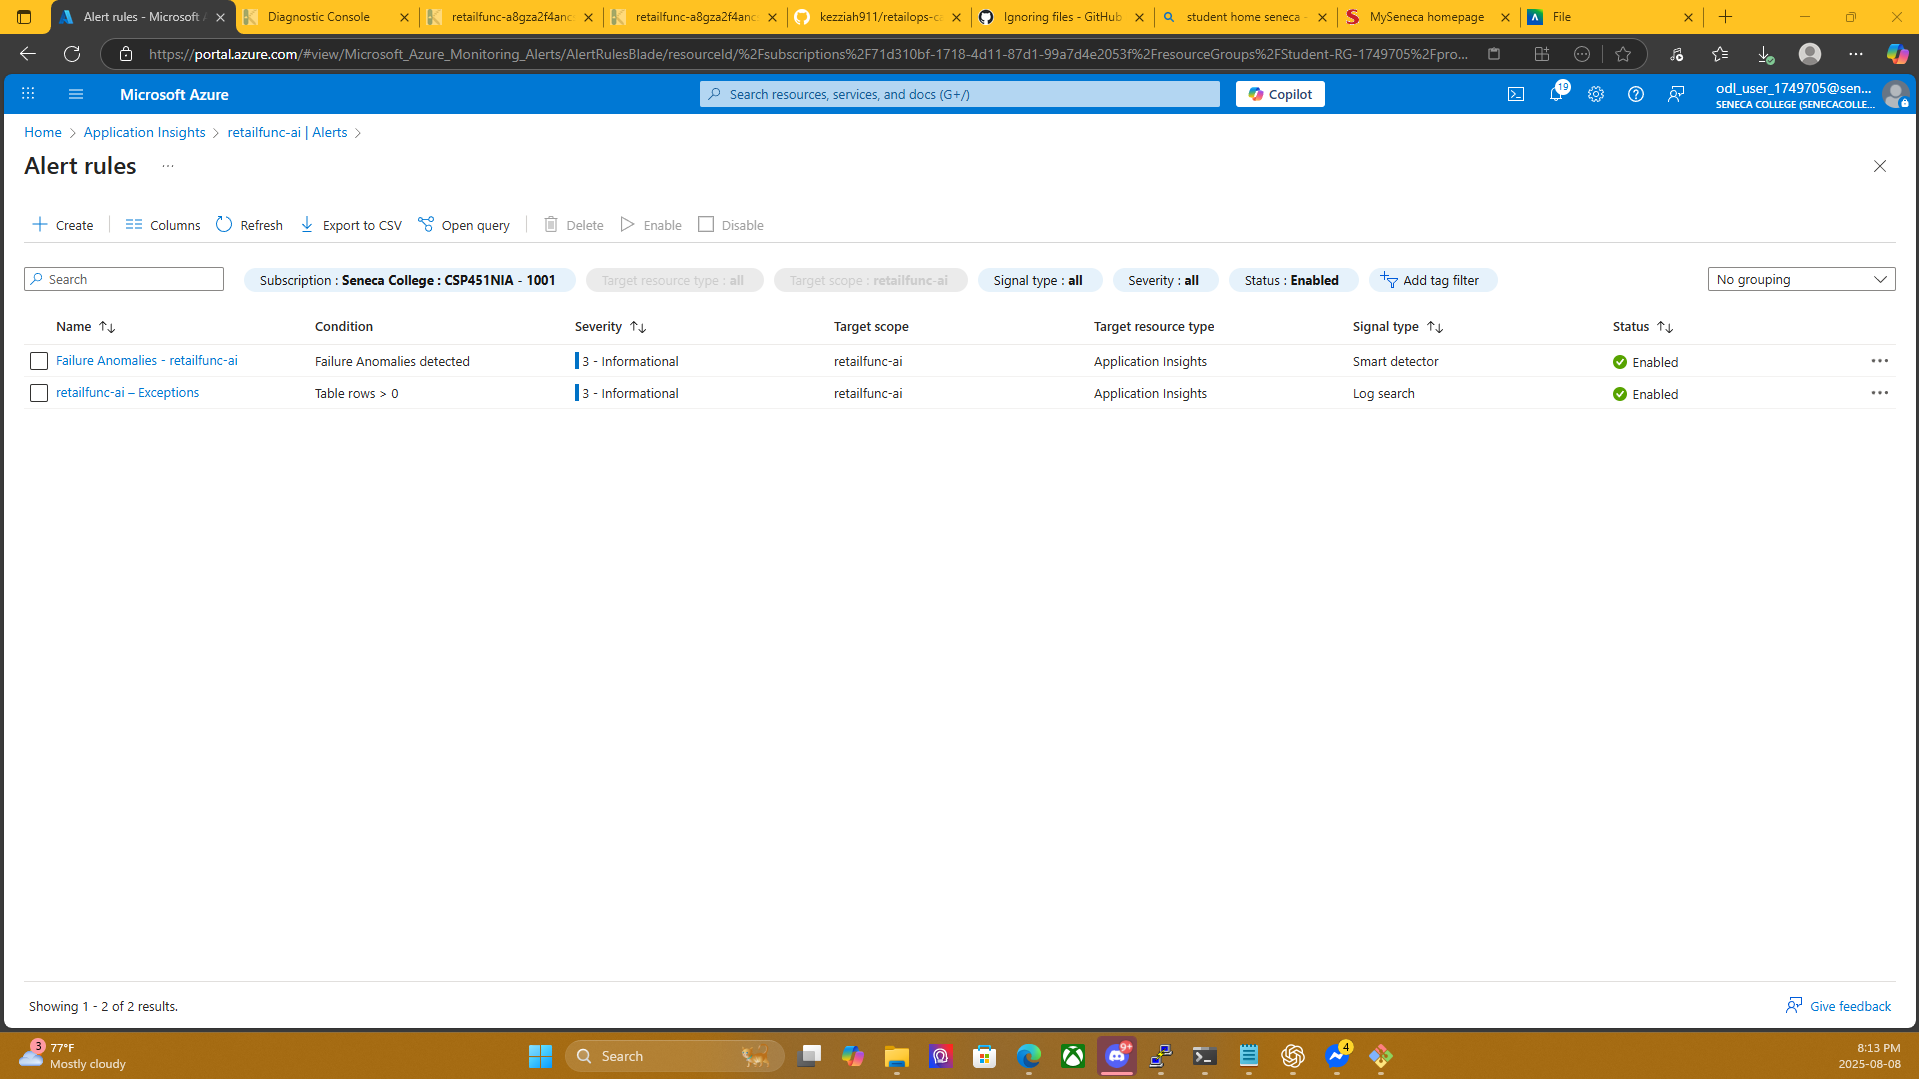 Alert rules - Microsoft A
Diagnostic Console
retailfunc-a8gza2f4anc
retailfunc-a8gza2f4anc
kezziah911/retailops-ca
Ignoring files - GitHub
student home seneca -
MySeneca homepage
File
https://portal.azure.com/#view/Microsoft_Azure_Monitoring_Alerts/AlertRulesBlade/resourceId/%2Fsubscriptions%2F71d310bf-1718-4d11-87d1-99a7d4e2053f%2FresourceGroups%2FStudent-RG-1749705%2Fpro...
Microsoft Azure
Search resources, services, and docs (G+/)
Copilot
19
odl_user_1749705@sen...
SENECA COLLEGE (SENECACOLLE...
Home > Application Insights > retailfunc-ai | Alerts >
Alert rules ...
Create
Columns
Refresh
Export to CSV
Open query
Delete
Enable
Disable
Search
Subscription : Seneca College : CSP451NIA - 1001
Target resource type : all
Target scope : retailfunc-ai
Signal type : all
Severity : all
Status : Enabled
Add tag filter
No grouping
Name Condition Severity Target scope Target resource type Signal type Status
Failure Anomalies - retailfunc-ai Failure Anomalies detected 3 - Informational retailfunc-ai Application Insights Smart detector Enabled
retailfunc-ai – Exceptions Table rows > 0 3 - Informational retailfunc-ai Application Insights Log search Enabled
Showing 1 - 2 of 2 results.
Give feedback
3
77°F
Mostly cloudy
Search
9+
4
8:13 PM
2025-08-08